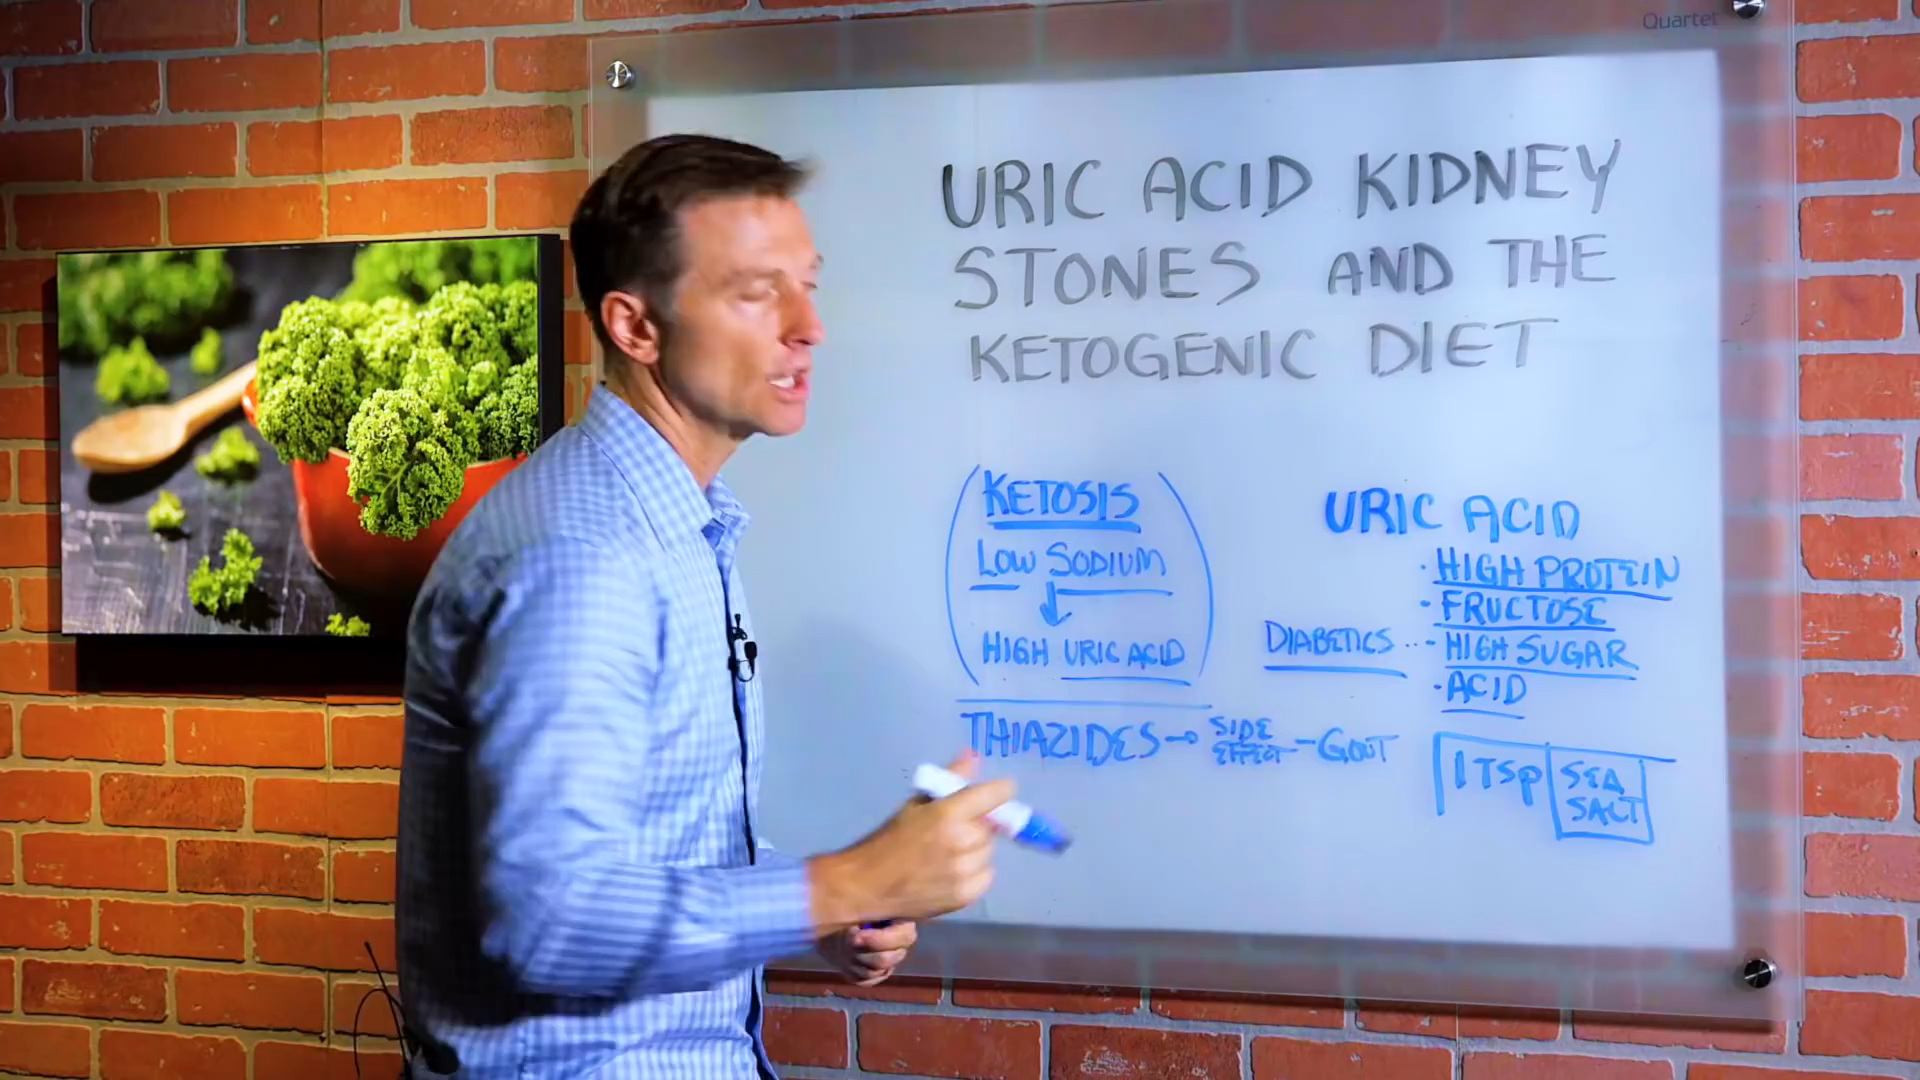 Quartet
URIC ACID KIDNEY
STONES AND THE
KETOGENIC DIET
KETOSIS
LOW SODIUM
HIGH URIC ACID
THIAZIDES → SIDE
EFFECT - GOUT
URIC ACID
· HIGH PROTEIN
- FRUCTOSE
DIABETICS ..- HIGH SUGAR
· ACID
1 TSP SEA
SALT